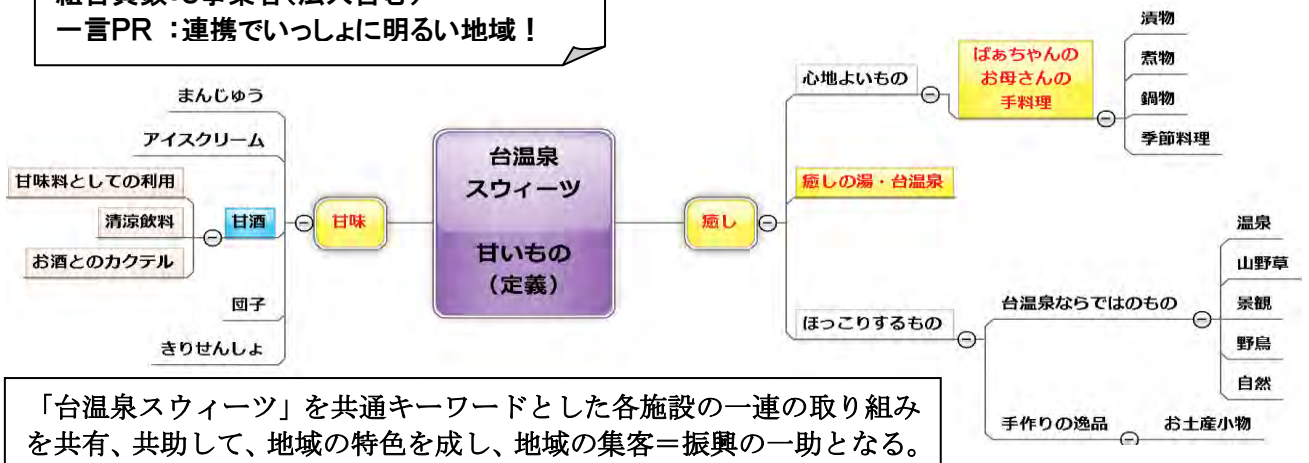 一言PR :連携でいっしょに明るい地域!
まんじゅう
アイスクリーム
甘味料としての利用
清涼飲料
お酒とのカクテル
甘酒
団子
きりせんしょ
甘味
台温泉
スウィーツ
甘いもの
(定義)
癒し
心地よいもの
ばぁちゃんの
お母さんの
手料理
漬物
煮物
鍋物
季節料理
癒しの湯・台温泉
ほっこりするもの
台温泉ならではのもの
温泉
山野草
景観
野鳥
自然
手作りの逸品
お土産小物
「台温泉スウィーツ」を共通キーワードとした各施設の一連の取り組み
を共有、共助して、地域の特色を成し、地域の集客=振興の一助となる。